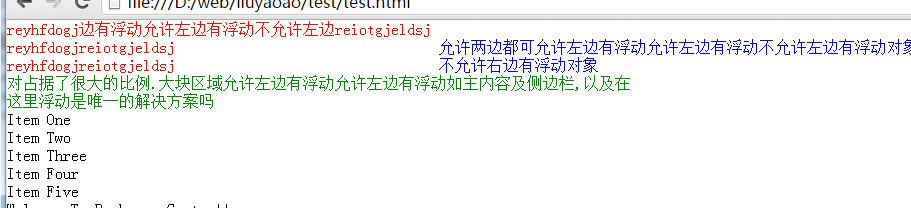 file:///D:/web/liuyaoao/test/test.html
reyhfdogj边有浮动允许左边有浮动不允许左边reiotgjeldsj
reyhfdogjreiotgjeldsj 允许两边都可允许左边有浮动允许左边有浮动不允许左边有浮动对象
reyhfdogjreiotgjeldsj 不允许右边有浮动对象
对占据了很大的比例.大块区域允许左边有浮动允许左边有浮动如主内容及侧边栏,以及在
这里浮动是唯一的解决方案吗
Item One
Item Two
Item Three
Item Four
Item Five